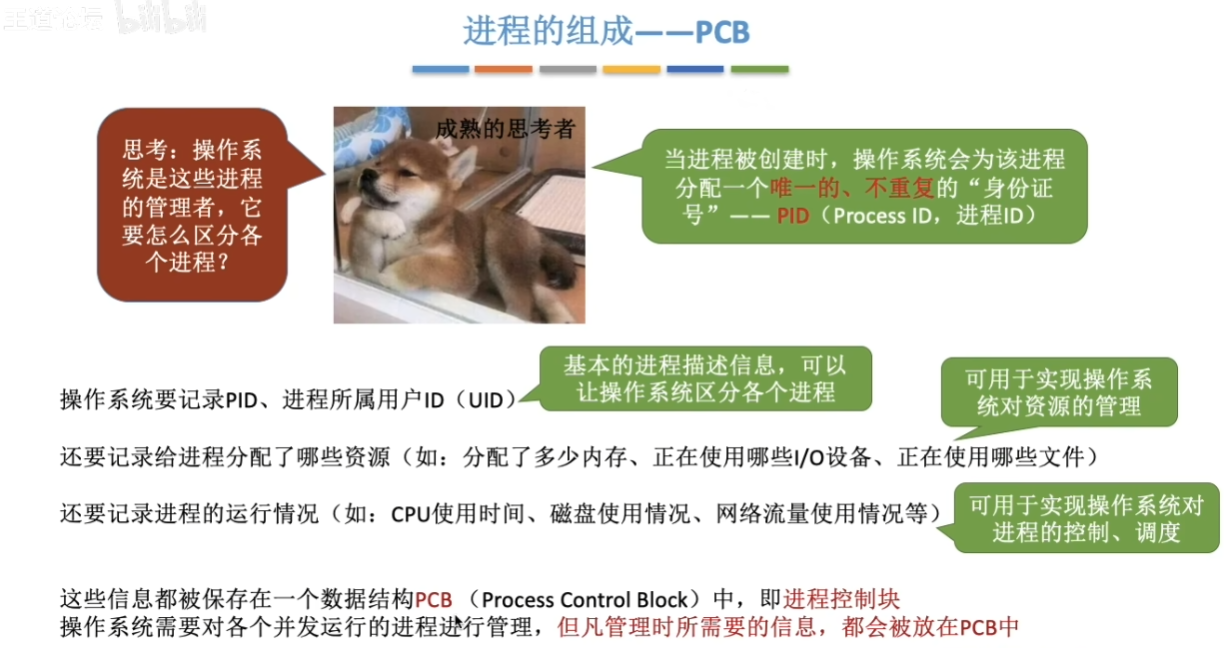 王道论坛 bilibili
进程的组成——PCB
思考：操作系
统是这些进程
的管理者，它
要怎么区分各
个进程？
成熟的思考者
当进程被创建时，操作系统会为该进程
分配一个唯一的、不重复的“身份证
号”—— PID（Process ID，进程ID）
基本的进程描述信息，可以
让操作系统区分各个进程
操作系统要记录PID、进程所属用户ID（UID）
可用于实现操作系
统对资源的管理
还要记录给进程分配了哪些资源（如：分配了多少内存、正在使用哪些I/O设备、正在使用哪些文件）
还要记录进程的运行情况（如：CPU使用时间、磁盘使用情况、网络流量使用情况等）
可用于实现操作系统对
进程的控制、调度
这些信息都被保存在一个数据结构PCB （Process Control Block）中，即进程控制块
操作系统需要对各个并发运行的进程进行管理，但凡管理时所需要的信息，都会被放在PCB中